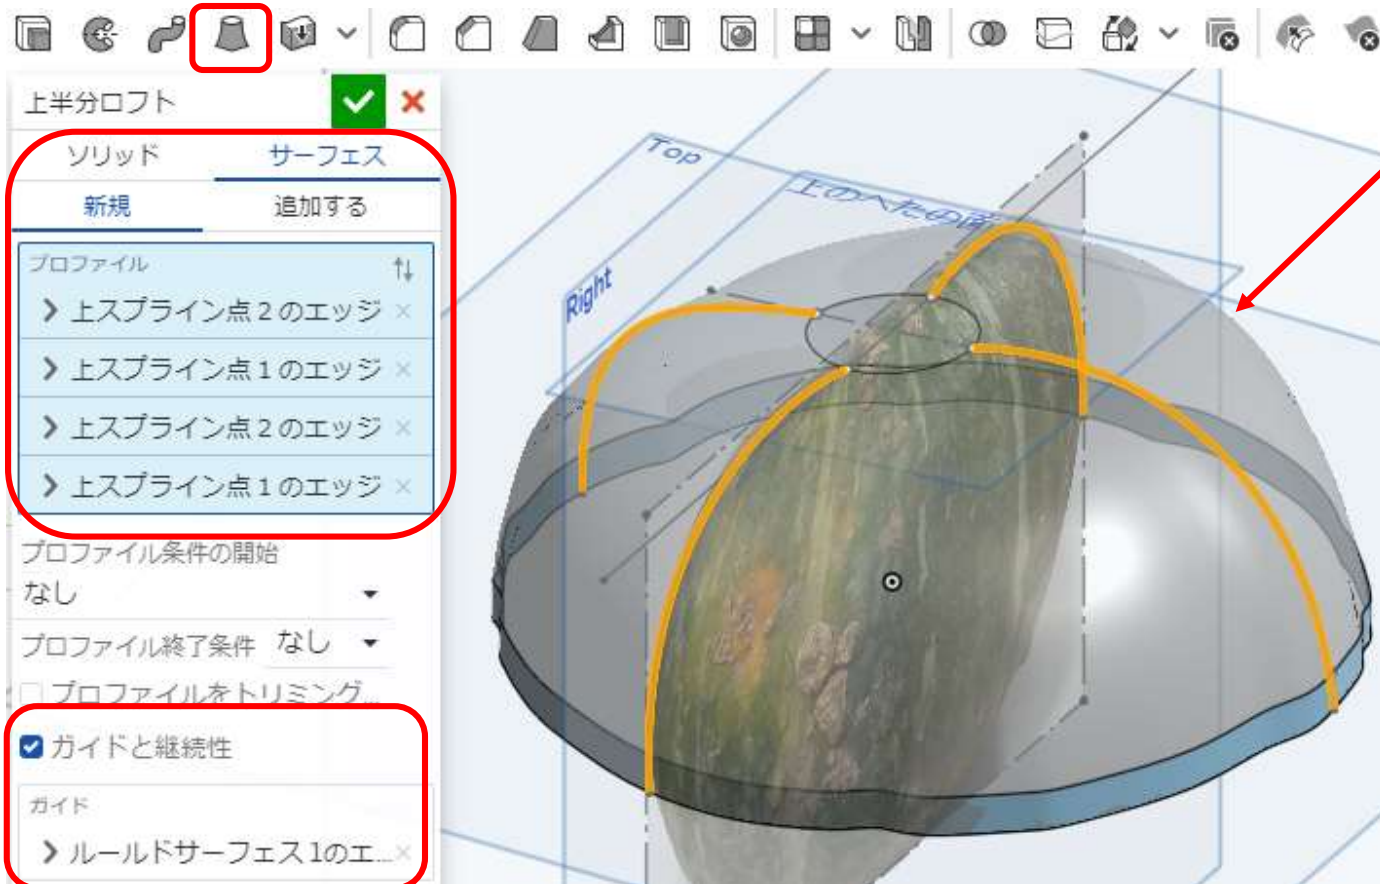 上半分ロフト
ソリッド サーフェス
新規 追加する
プロファイル
上スプライン点2のエッジ
上スプライン点1のエッジ
上スプライン点2のエッジ
上スプライン点1のエッジ
プロファイル条件の開始
なし
プロファイル終了条件 なし
プロファイルをトリミング...
ガイドと継続性
ガイド
ルールドサーフェス1のエ...
Top
上のへたの面
Right